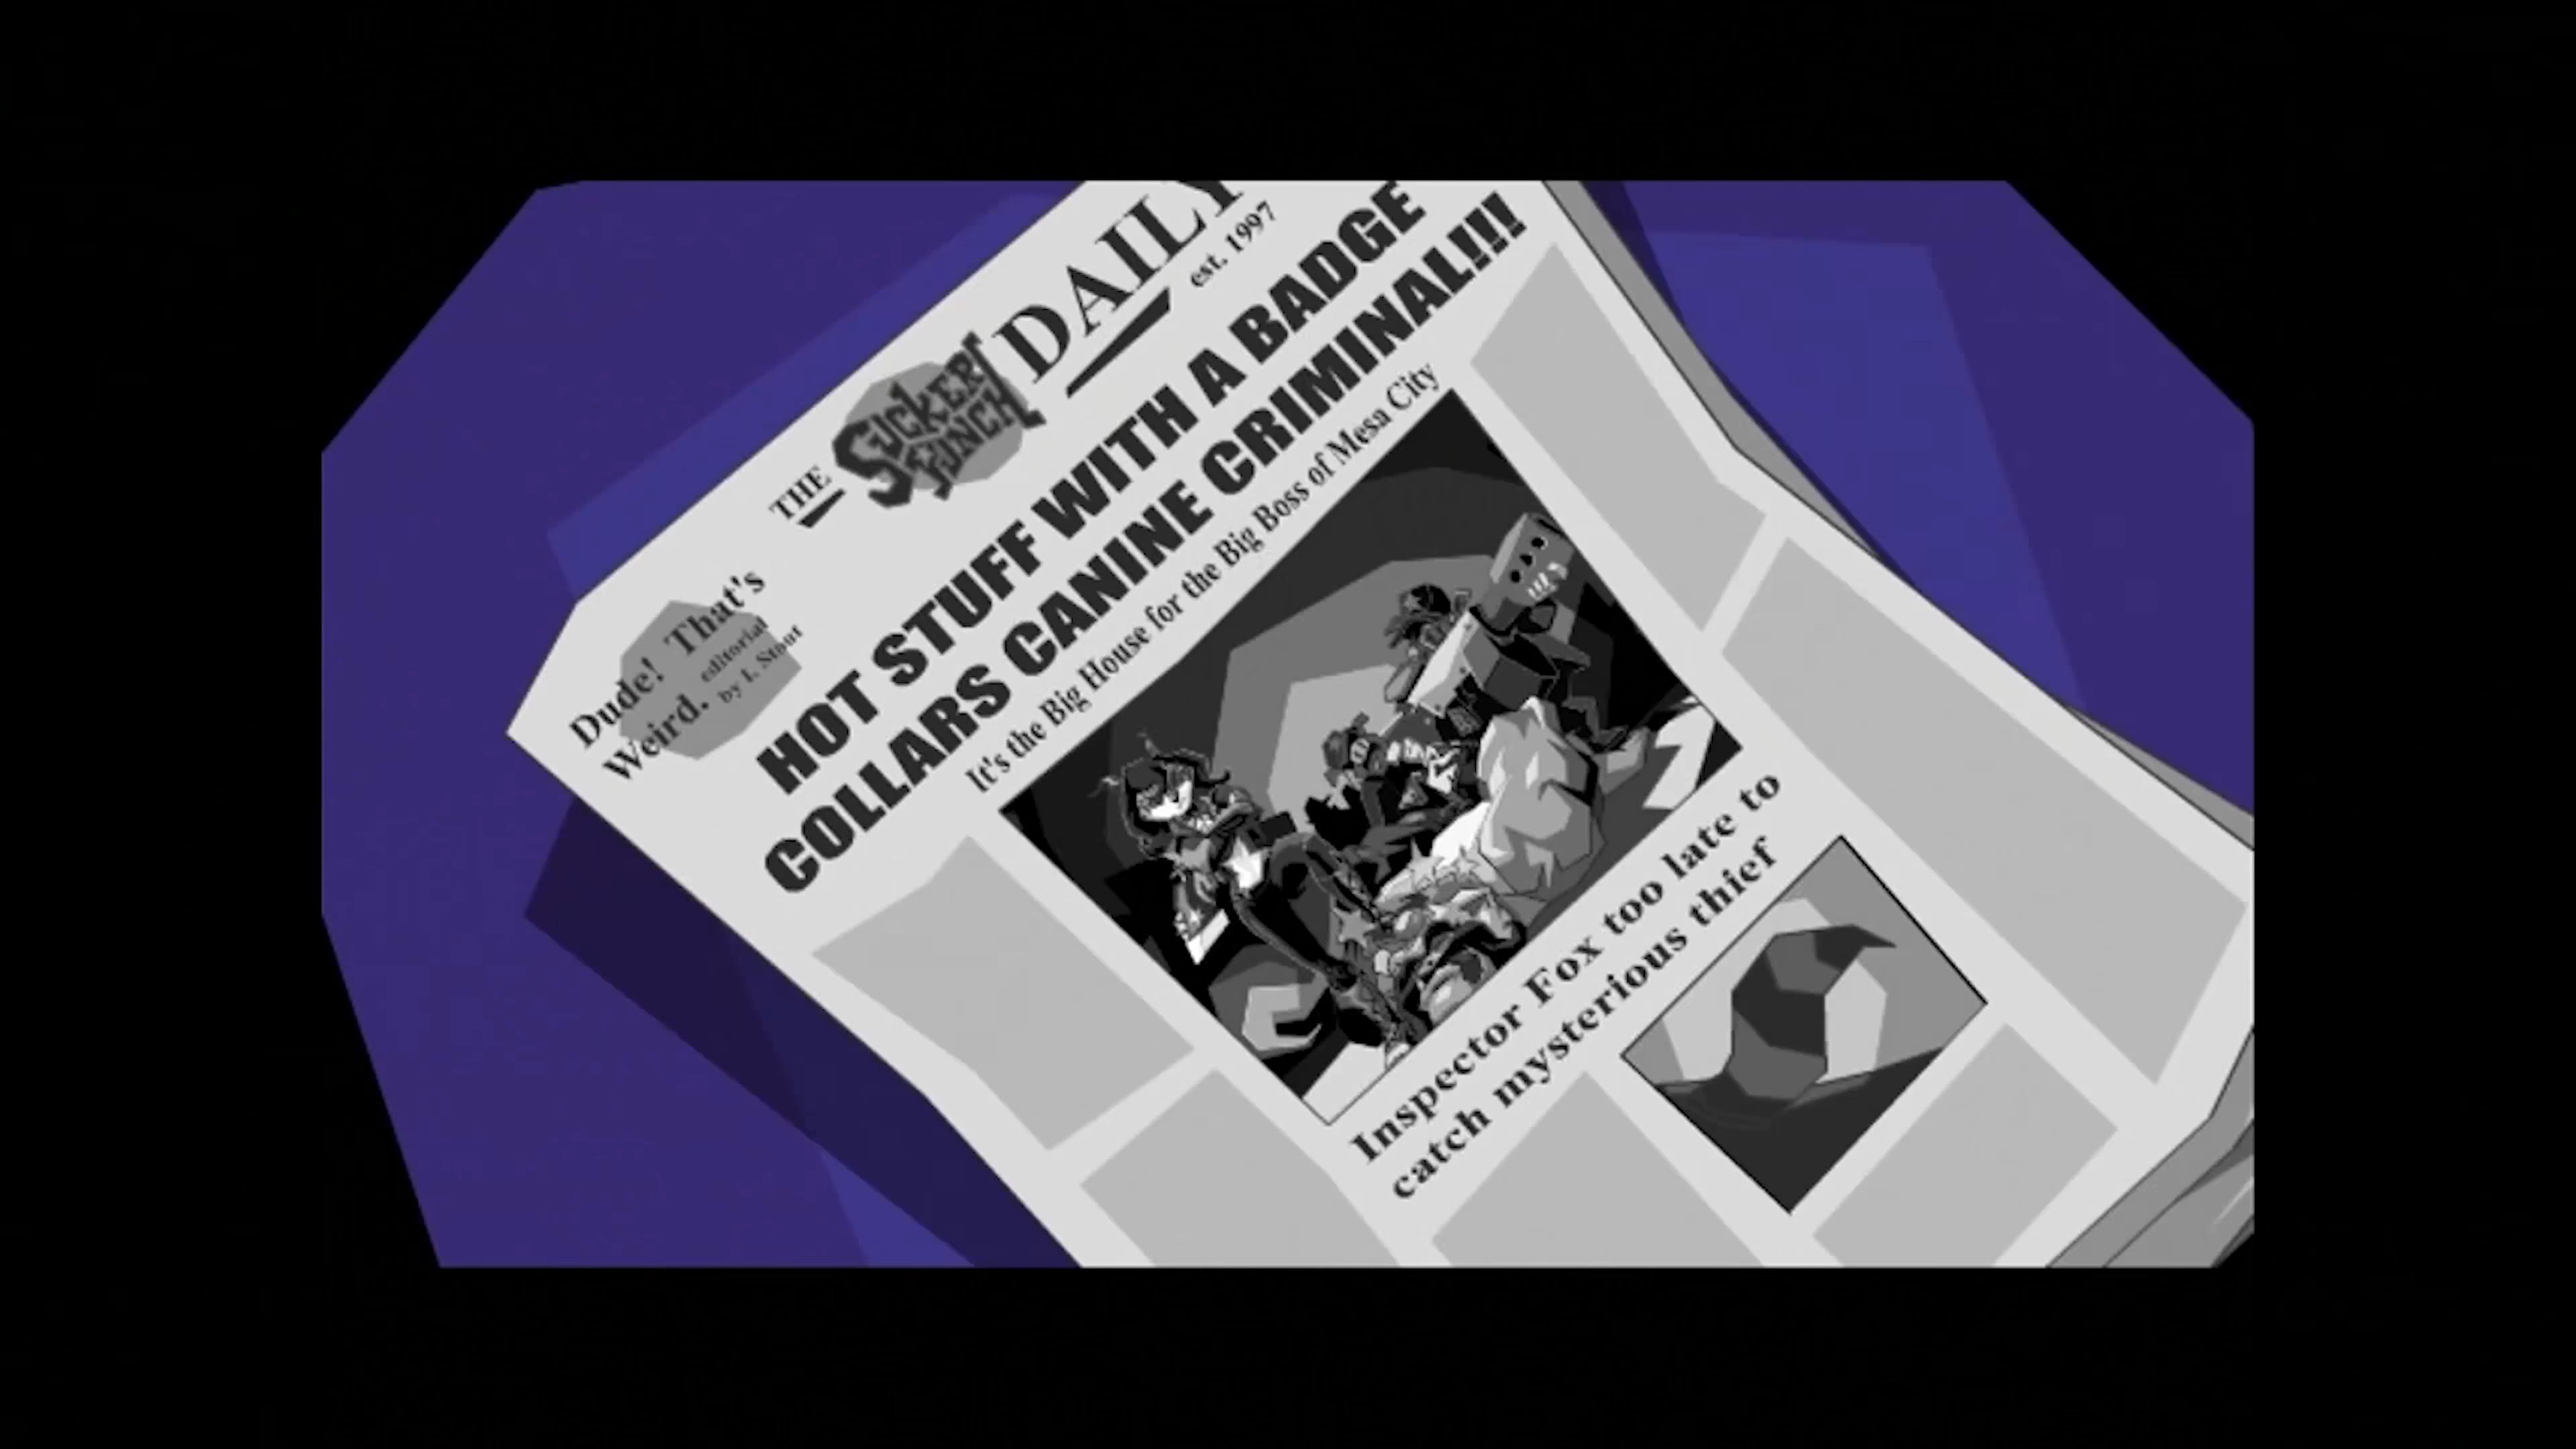 THE SUCKER PUNCH DAILY
est. 1997
Dude! That's
Weird.
editorial
by I. Stout
HOT STUFF WITH A BADGE
COLLARS CANINE CRIMINAL!!!
It's the Big House for the Big Boss of Mesa City
Inspector Fox too late to
catch mysterious thief